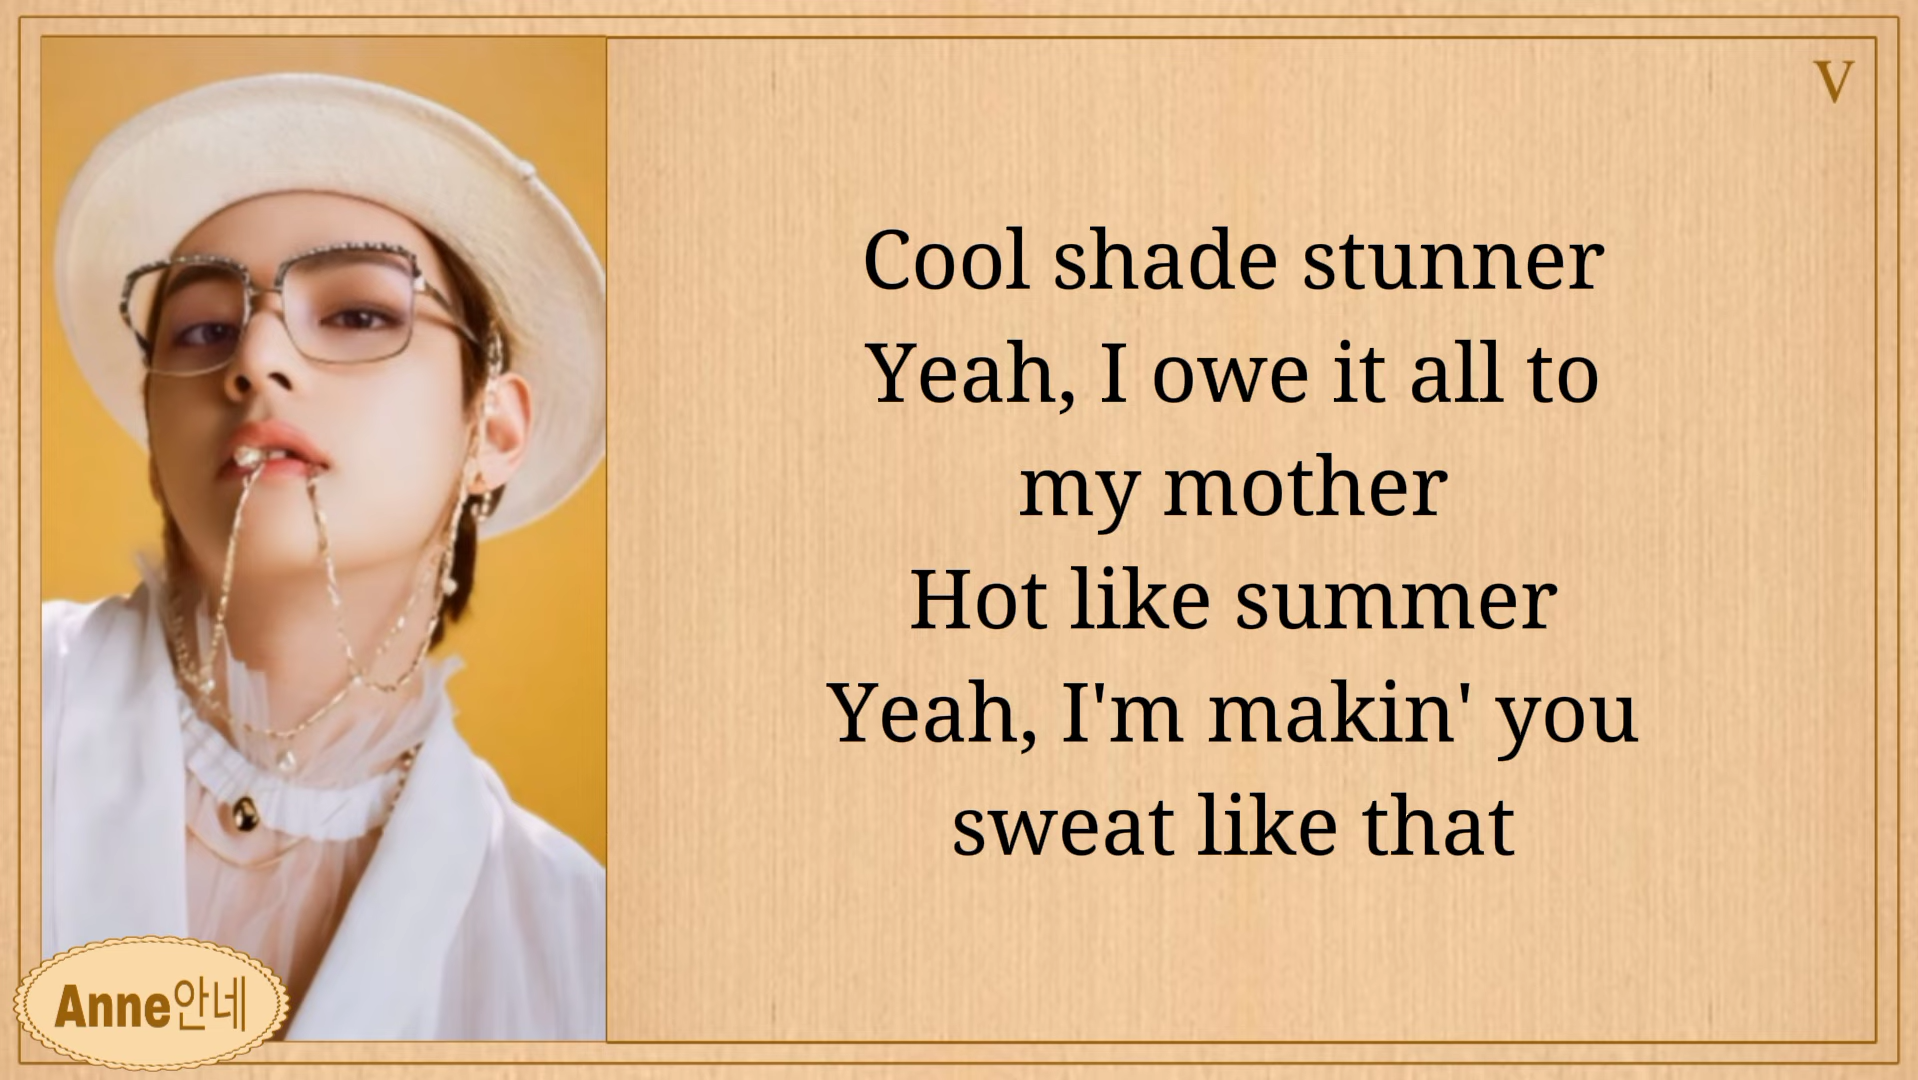 V
Cool shade stunner
Yeah, I owe it all to
my mother
Hot like summer
Yeah, I'm makin' you
sweat like that
Anne안네